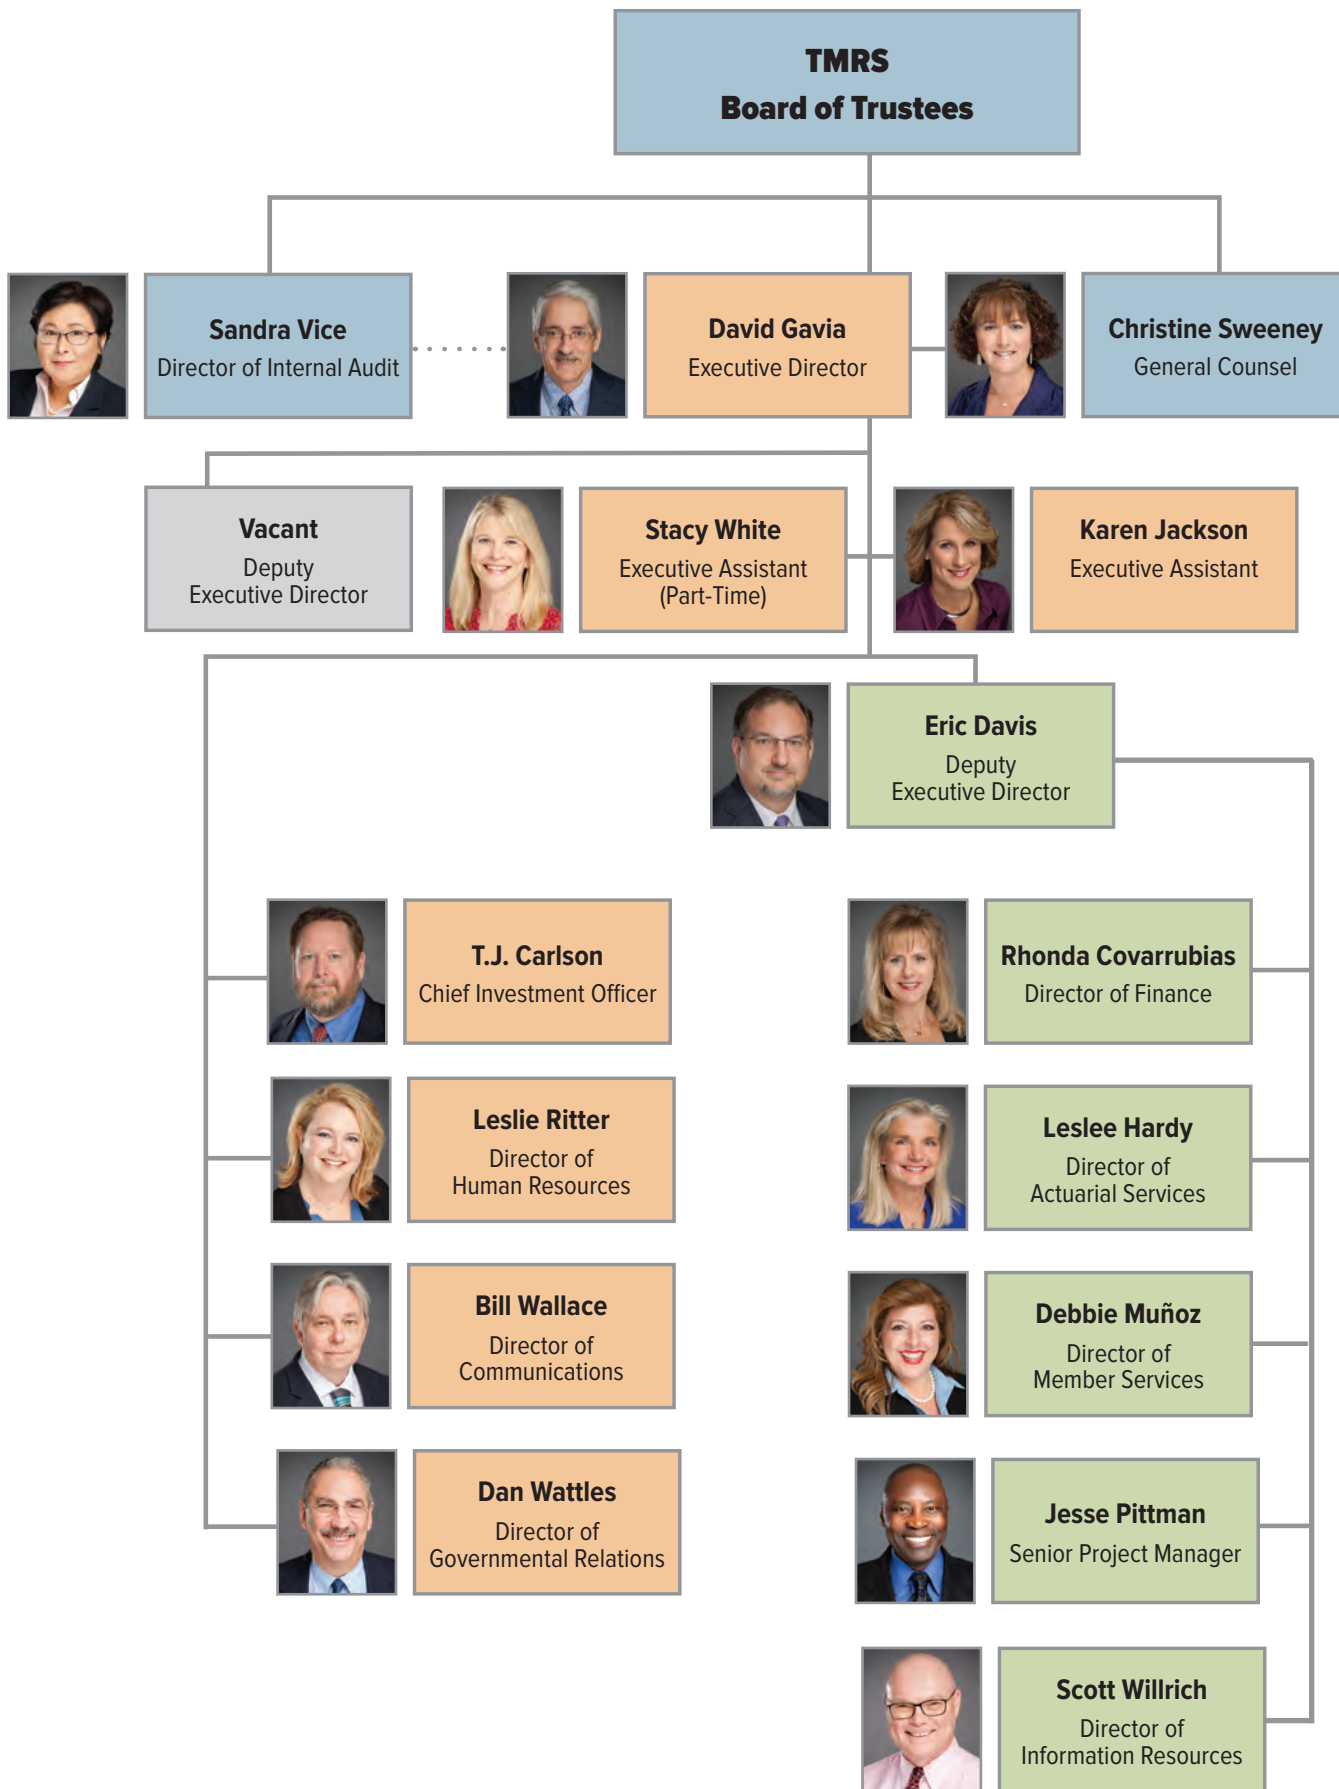 TMRS
Board of Trustees
Sandra Vice
Director of Internal Audit
David Gavia
Executive Director
Christine Sweeney
General Counsel
Vacant
Deputy
Executive Director
Stacy White
Executive Assistant
(Part-Time)
Karen Jackson
Executive Assistant
Eric Davis
Deputy
Executive Director
T.J. Carlson
Chief Investment Officer
Rhonda Covarrubias
Director of Finance
Leslie Ritter
Director of
Human Resources
Leslee Hardy
Director of
Actuarial Services
Bill Wallace
Director of
Communications
Debbie Muñoz
Director of
Member Services
Dan Wattles
Director of
Governmental Relations
Jesse Pittman
Senior Project Manager
Scott Willrich
Director of
Information Resources